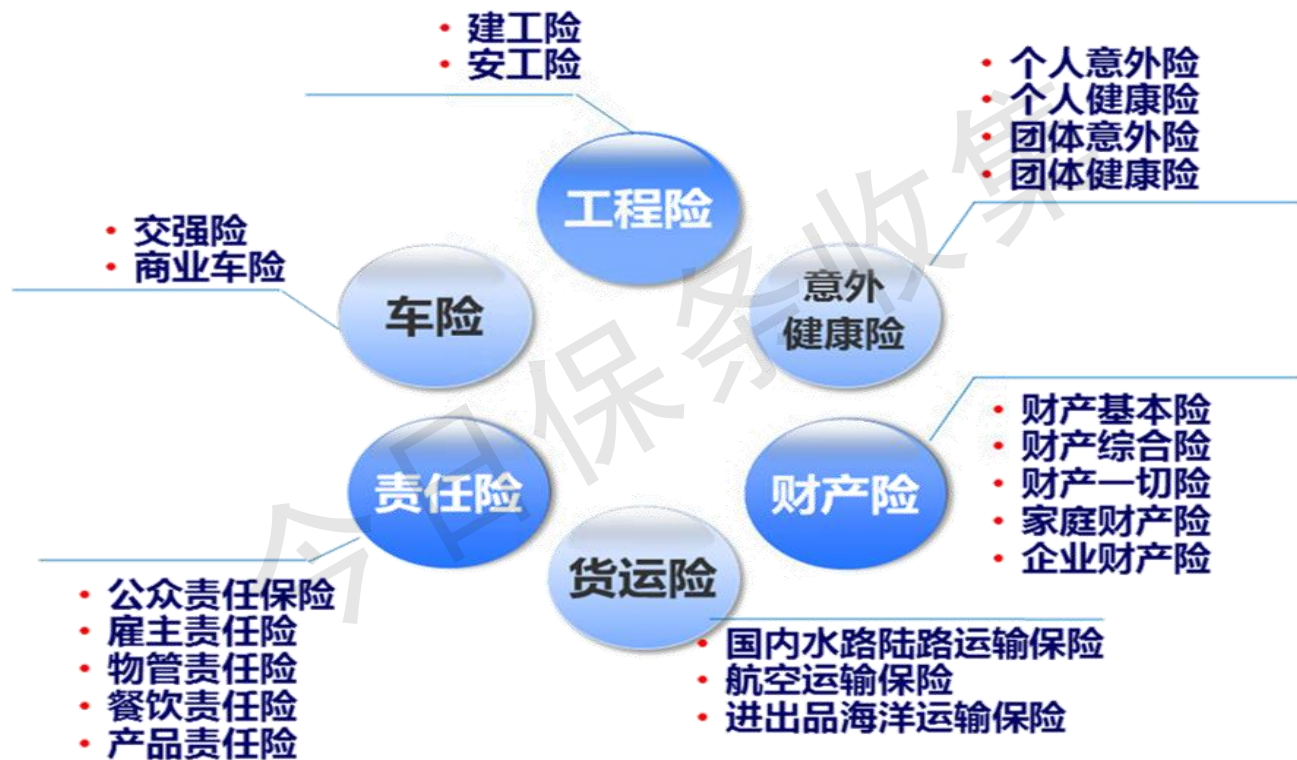 建工险
安工险
工程险
个人意外险
个人健康险
团体意外险
团体健康险
意外
健康险
交强险
商业车险
车险
财产险
财产基本险
财产综合险
财产一切险
家庭财产险
企业财产险
责任险
公众责任保险
雇主责任险
物管责任险
餐饮责任险
产品责任险
货运险
国内水路陆路运输保险
航空运输保险
进出品海洋运输保险
今日保条收集